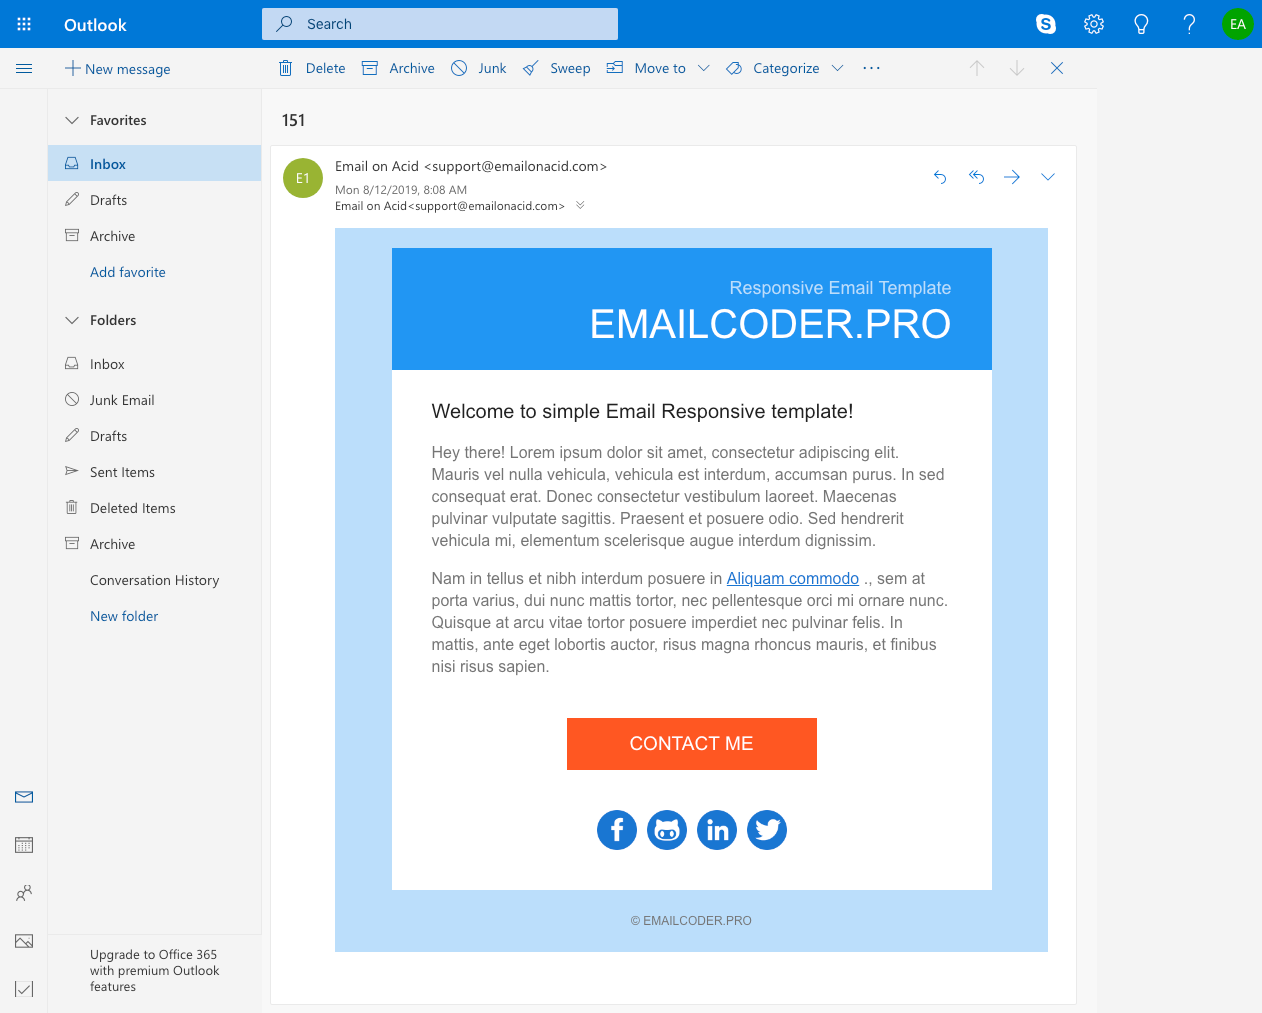 Outlook
Search
EA
New message
Delete
Archive
Junk
Sweep
Move to
Categorize
Favorites
Inbox
Drafts
Archive
Add favorite
Folders
Inbox
Junk Email
Drafts
Sent Items
Deleted Items
Archive
Conversation History
New folder
Upgrade to Office 365
with premium Outlook
features
151
E1
Email on Acid <support@emailonacid.com>
Mon 8/12/2019, 8:08 AM
Email on Acid<support@emailonacid.com>
Responsive Email Template
EMAILCODER.PRO
Welcome to simple Email Responsive template!
Hey there! Lorem ipsum dolor sit amet, consectetur adipiscing elit.
Mauris vel nulla vehicula, vehicula est interdum, accumsan purus. In sed
consequat erat. Donec consectetur vestibulum laoreet. Maecenas
pulvinar vulputate sagittis. Praesent et posuere odio. Sed hendrerit
vehicula mi, elementum scelerisque augue interdum dignissim.
Nam in tellus et nibh interdum posuere in Aliquam commodo ., sem at
porta varius, dui nunc mattis tortor, nec pellentesque orci mi ornare nunc.
Quisque at arcu vitae tortor posuere imperdiet nec pulvinar felis. In
mattis, ante eget lobortis auctor, risus magna rhoncus mauris, et finibus
nisi risus sapien.
CONTACT ME
© EMAILCODER.PRO